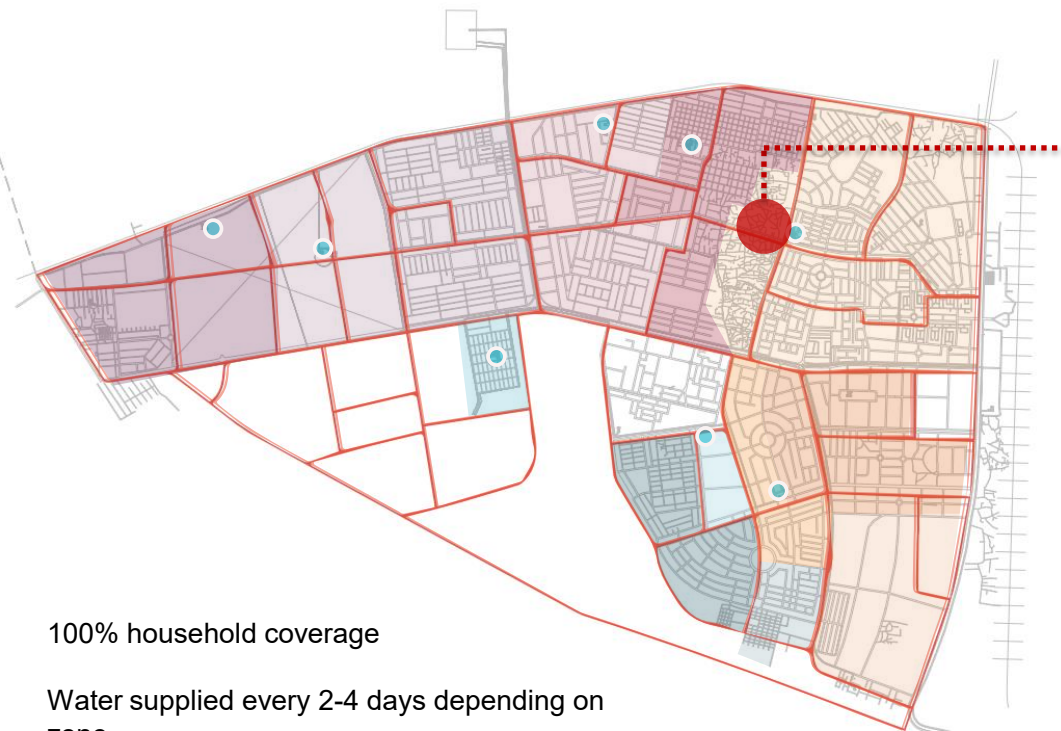 100% household coverage
Water supplied every 2-4 days depending on